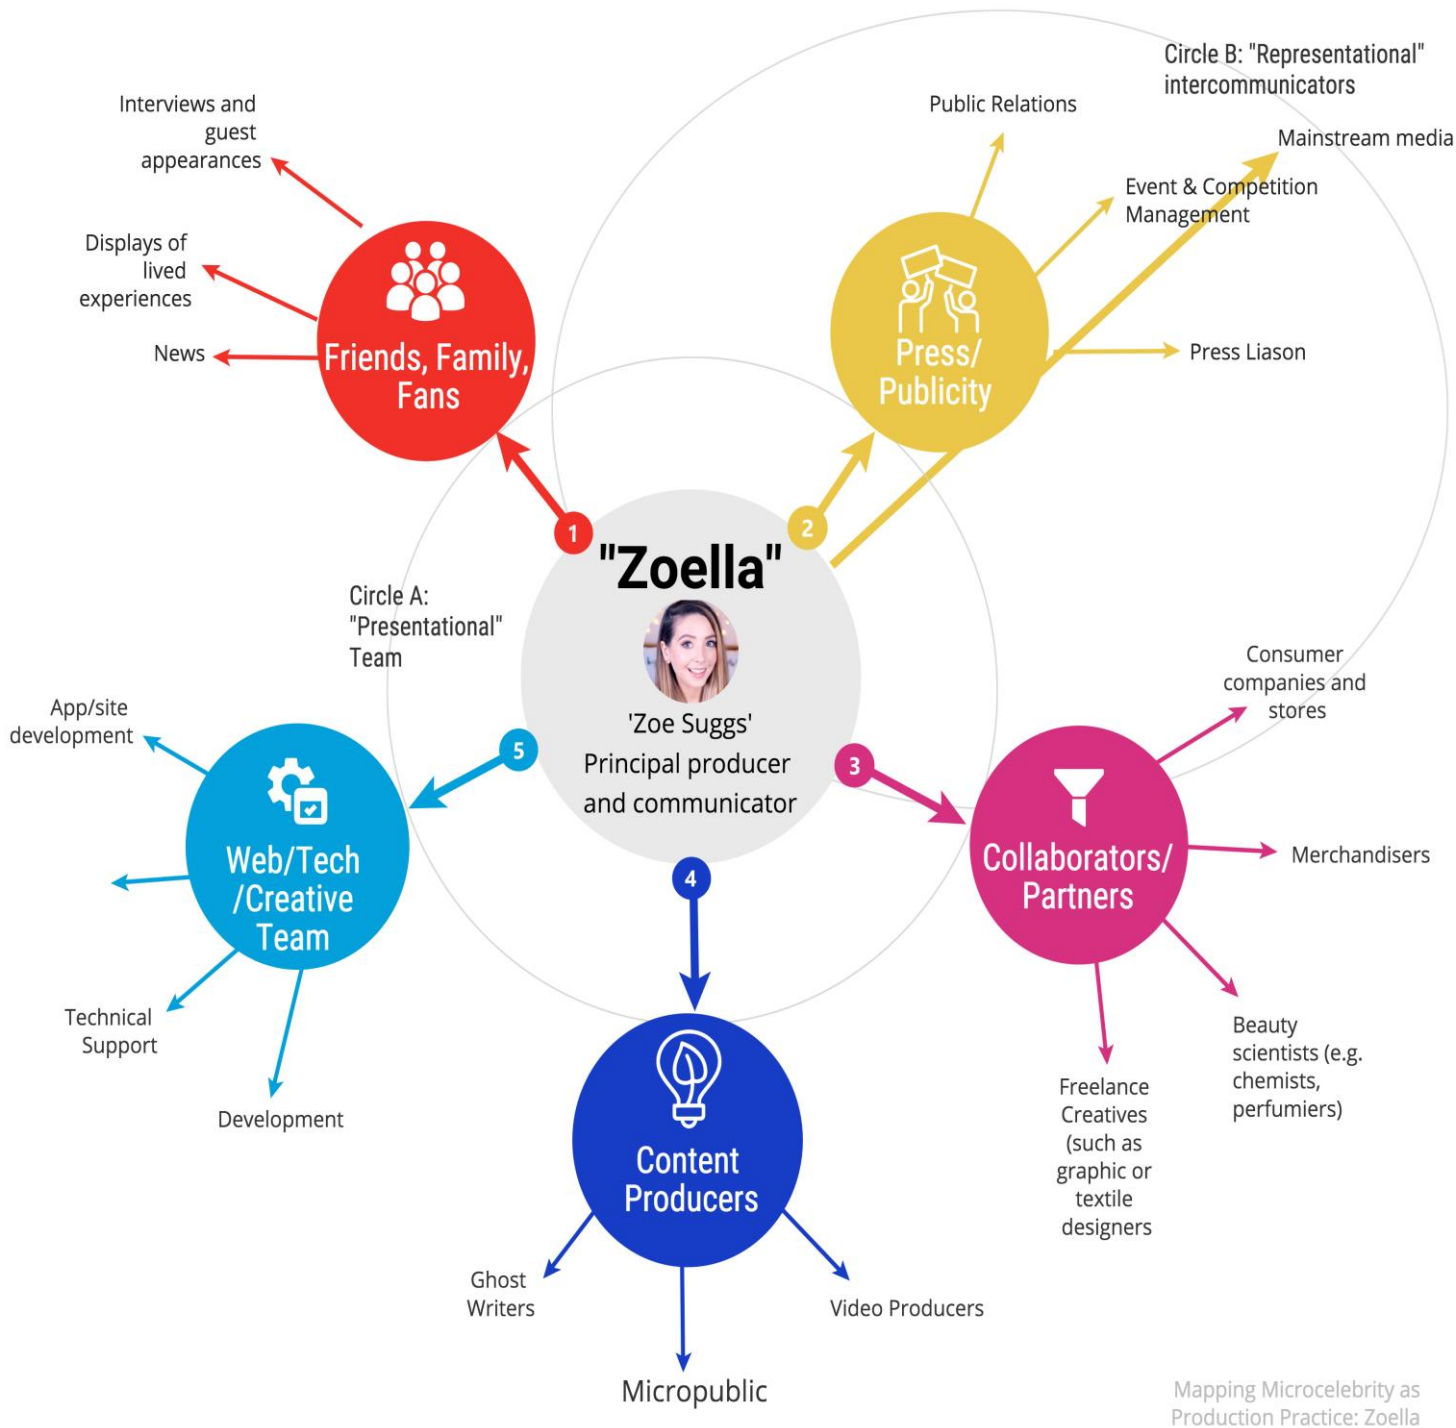 Circle B: "Representational"
intercommunicators
Interviews and
guest
appearances
Public Relations
Mainstream media
Event & Competition
Management
Displays of
lived
experiences
News
Friends, Family,
Fans
Press/
Publicity
Press Liason
1
2
"Zoella"
Circle A:
"Presentational"
Team
'Zoe Suggs'
Principal producer
and communicator
Consumer
companies and
stores
App/site
development
5
3
4
Web/Tech
/Creative
Team
Collaborators/
Partners
Merchandisers
Technical
Support
Beauty
scientists (e.g.
chemists,
perfumiers)
Development
Freelance
Creatives
(such as
graphic or
textile
designers
Content
Producers
Ghost
Writers
Video Producers
Micropublic
Mapping Microcelebrity as
Production Practice: Zoella